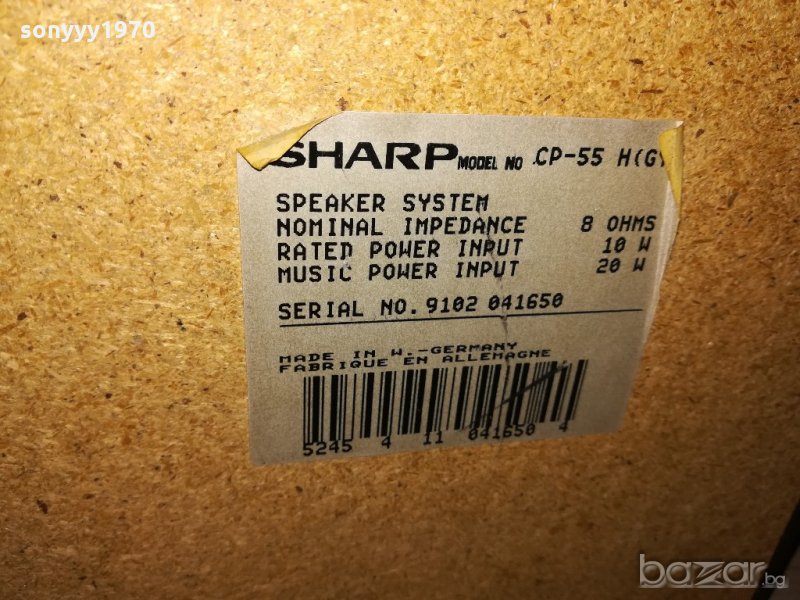 sonyyy1970
SHARP MODEL NO .CP-55 H(G)
SPEAKER SYSTEM
NOMINAL IMPEDANCE 8 OHMS
RATED POWER INPUT 10 W
MUSIC POWER INPUT 20 W
SERIAL NO. 9102 041650
MADE IN W.-GERMANY
FABRIQUE EN ALLEMAGNE.
5245 4 11 041650 4
bazar.bg